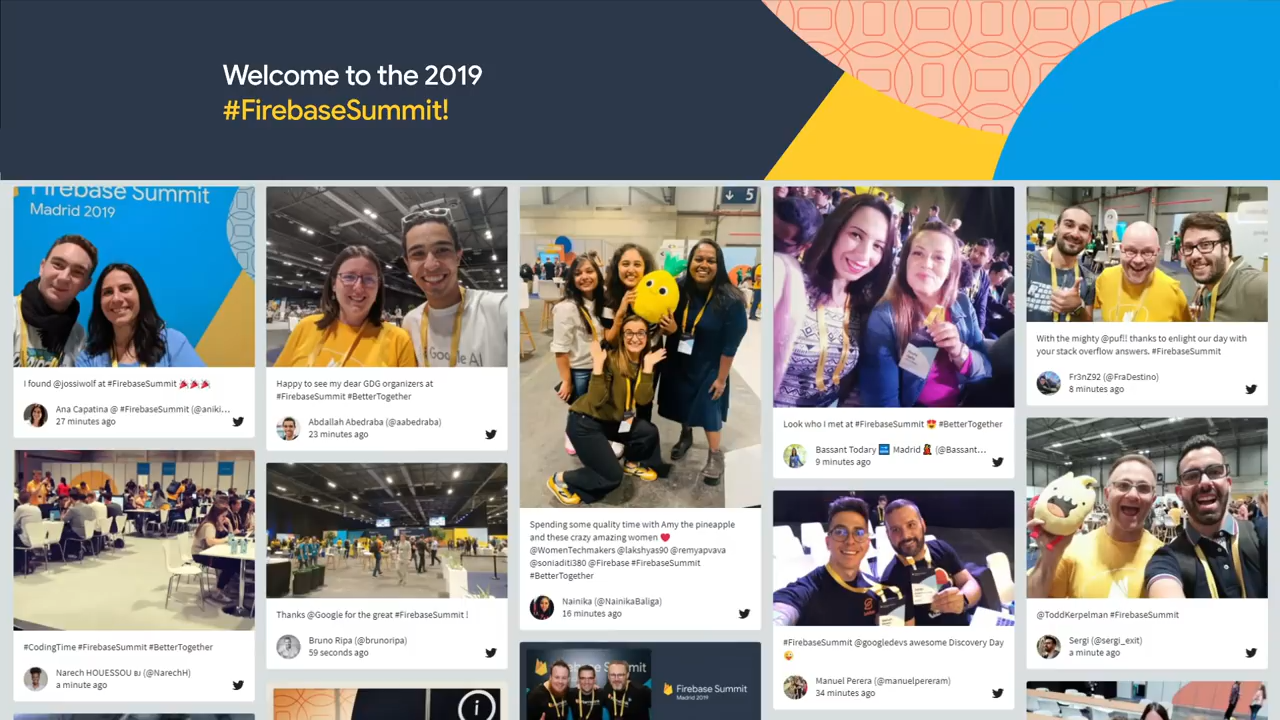 Welcome to the 2019
#FirebaseSummit!
Firebase Summit
Madrid 2019
I found @jossiwolf at #FirebaseSummit 🎉🎉🎉
Ana Capatina @ #FirebaseSummit (@aniki...
27 minutes ago
#CodingTime #FirebaseSummit #BetterTogether
Narech HOUESSOU
(@NarechH)
a minute ago
Google AI
Happy to see my dear GDG organizers at
#FirebaseSummit #BetterTogether
Abdallah Abedraba (@aabedraba)
23 minutes ago
Thanks @Google for the great #FirebaseSummit !
Bruno Ripa (@brunoripa)
59 seconds ago
i
↓ 5
Spending some quality time with Amy the pineapple
and these crazy amazing women ❤️
@WomenTechmakers @lakshyas90 @remyapvava
@soniaditi380 @Firebase #FirebaseSummit
#BetterTogether
Nainika (@NainikaBaliga)
16 minutes ago
Firebase Summit
Madrid 2019
Look who I met at #FirebaseSummit 😍 #BetterTogether
Bassant Todary 🔜 Madrid 💃 (@Bassant...
9 minutes ago
#FirebaseSummit @googledevs awesome Discovery Day
😜
Manuel Perera (@manuelpereram)
34 minutes ago
With the mighty @puf!! thanks to enlight our day with
your stack overflow answers. #FirebaseSummit
Fr3nZ92 (@FraDestino)
8 minutes ago
@ToddKerpelman #FirebaseSummit
Sergi (@sergi_exit)
a minute ago